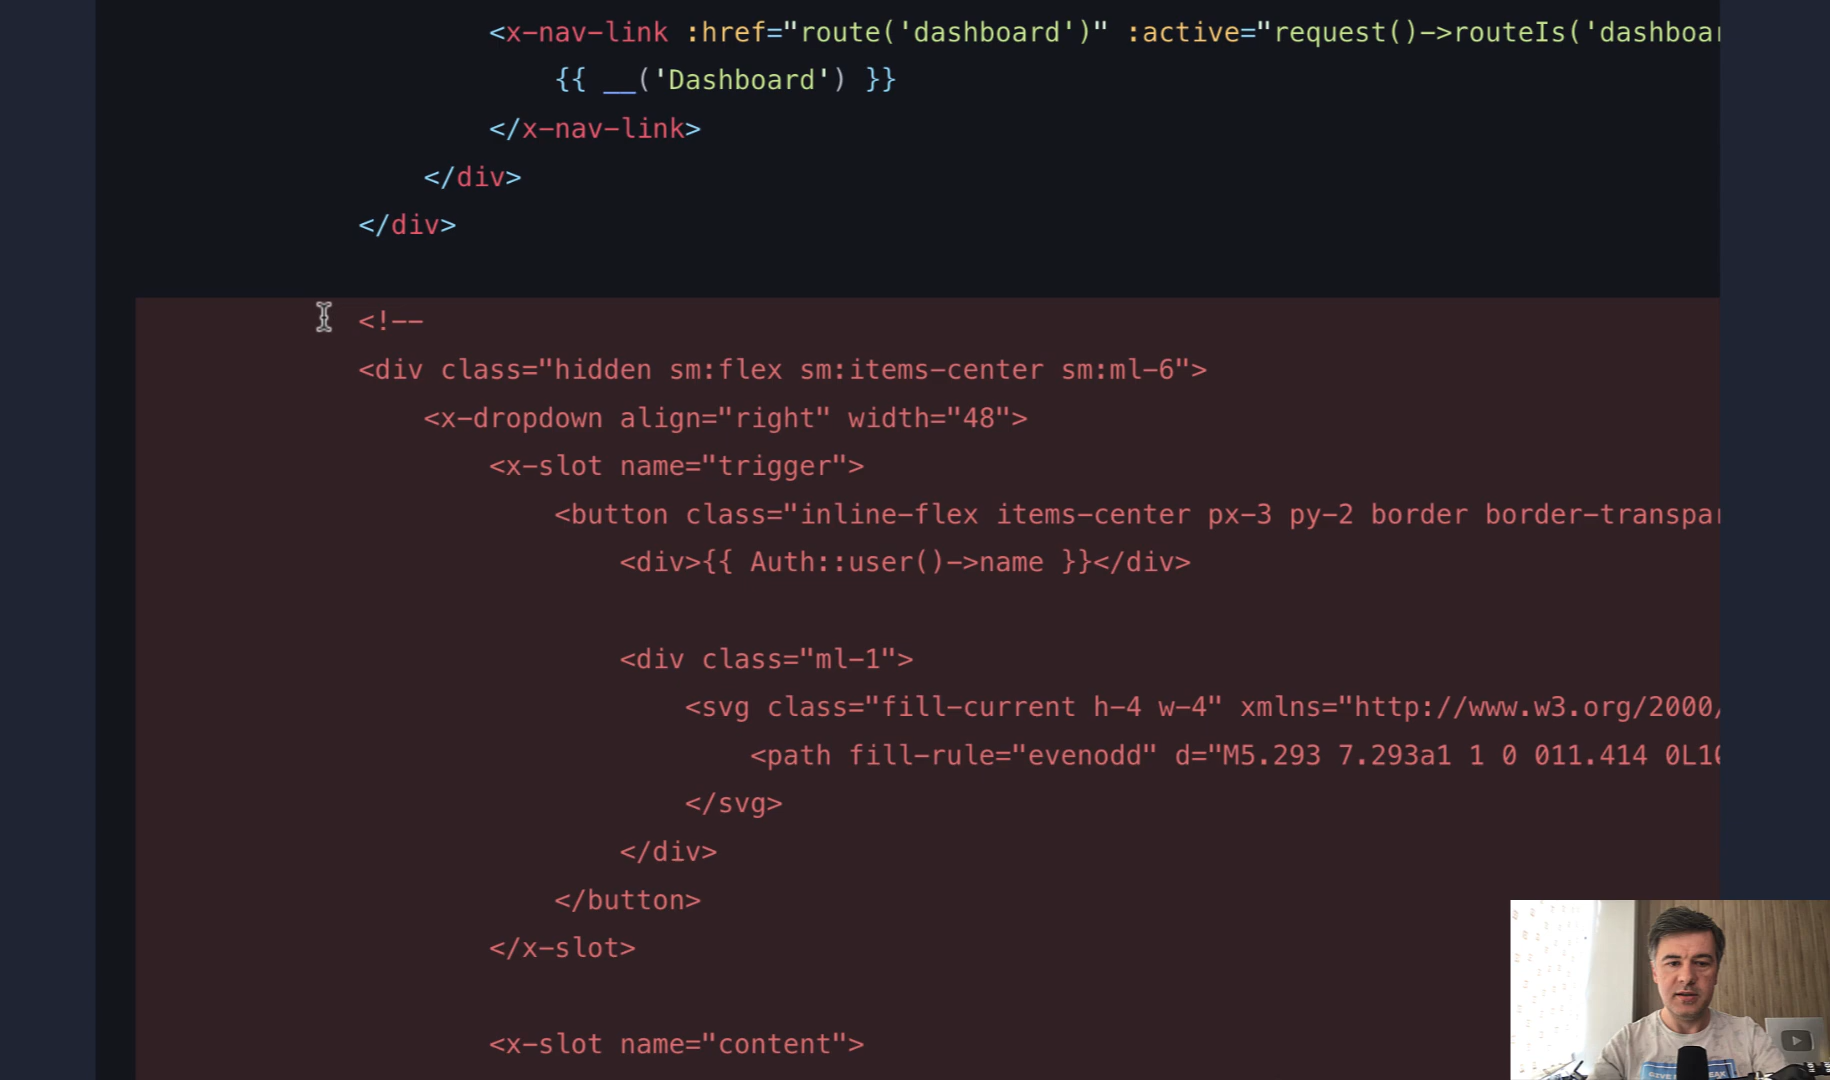 <x-nav-link :href="route('dashboard')" :active="request()->routeIs('dashboar
{{ __('Dashboard') }}
</x-nav-link>
</div>
</div>
<!--
<div class="hidden sm:flex sm:items-center sm:ml-6">
<x-dropdown align="right" width="48">
<x-slot name="trigger">
<button class="inline-flex items-center px-3 py-2 border border-transpar
<div>{{ Auth::user()->name }}</div>
<div class="ml-1">
<svg class="fill-current h-4 w-4" xmlns="http://www.w3.org/2000/
<path fill-rule="evenodd" d="M5.293 7.293a1 1 0 011.414 0L10
</svg>
</div>
</button>
</x-slot>
<x-slot name="content">